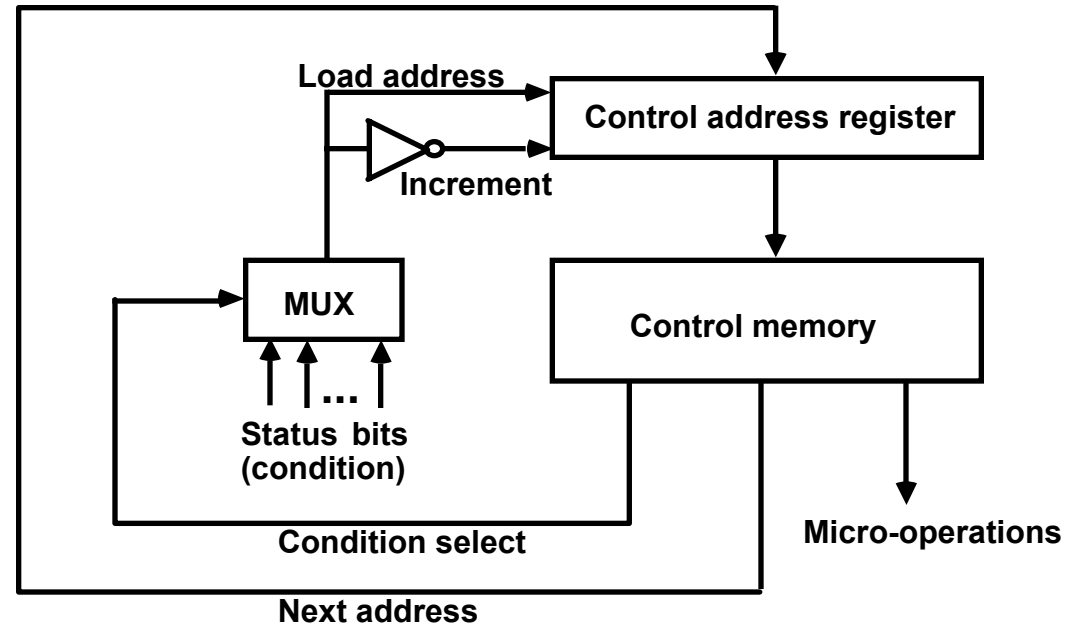 Load address
Control address register
Increment
MUX
Control memory
...
Status bits
(condition)
Micro-operations
Condition select
Next address